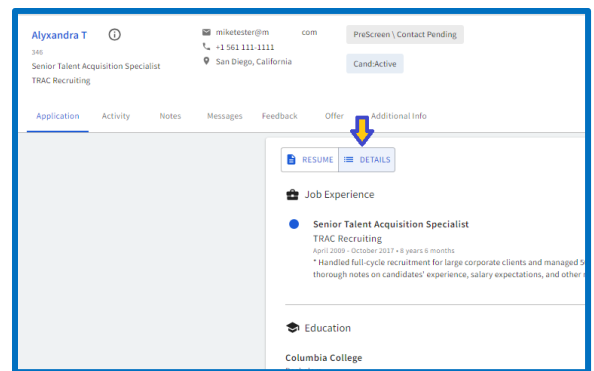 Alyxandra T
346
Senior Talent Acquisition Specialist
TRAC Recruiting
miketester@m com
+1 561 111-1111
San Diego, California
PreScreen \ Contact Pending
Cand:Active
Application Activity Notes Messages Feedback Offer Additional Info
RESUME DETAILS
Job Experience
Senior Talent Acquisition Specialist
TRAC Recruiting
April 2009 - October 2017 • 8 years 6 months
* Handled full-cycle recruitment for large corporate clients and managed 5
thorough notes on candidates' experience, salary expectations, and other
Education
Columbia College